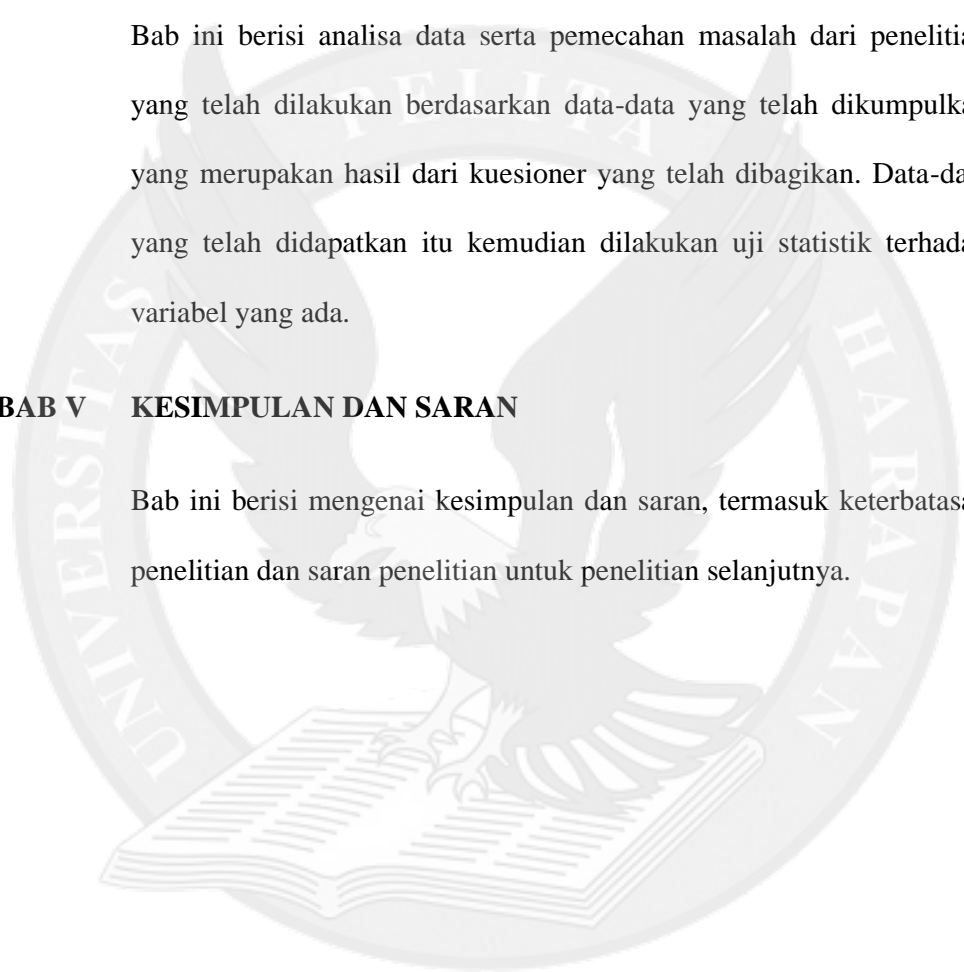 Bab ini berisi analisa data serta pemecahan masalah dari penelitia
yang telah dilakukan berdasarkan data-data yang telah dikumpulka
yang merupakan hasil dari kuesioner yang telah dibagikan. Data-da
yang telah didapatkan itu kemudian dilakukan uji statistik terhada
variabel yang ada.
BAB V KESIMPULAN DAN SARAN
Bab ini berisi mengenai kesimpulan dan saran, termasuk keterbatasa
penelitian dan saran penelitian untuk penelitian selanjutnya.
UNIVERSITAS PELITA HARAPAN